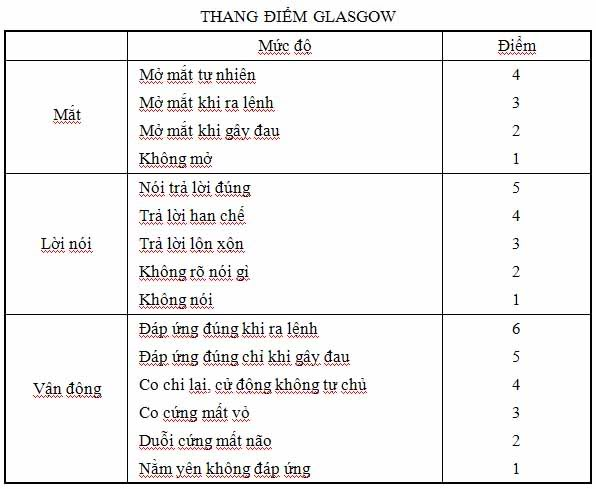 THANG ĐIỂM GLASGOW
Mức độ Điểm
Mắt
Mở mắt tự nhiên 4
Mở mắt khi ra lệnh 3
Mở mắt khi gây đau 2
Không mở 1
Lời nói
Nói trả lời đúng 5
Trả lời hạn chế 4
Trả lời lộn xộn 3
Không rõ nói gì 2
Không nói 1
Vận động
Đáp ứng đúng khi ra lệnh 6
Đáp ứng đúng chỉ khi gây đau 5
Co chi lại, cử động không tự chủ 4
Co cứng mất vỏ 3
Duỗi cứng mất não 2
Nằm yên không đáp ứng 1